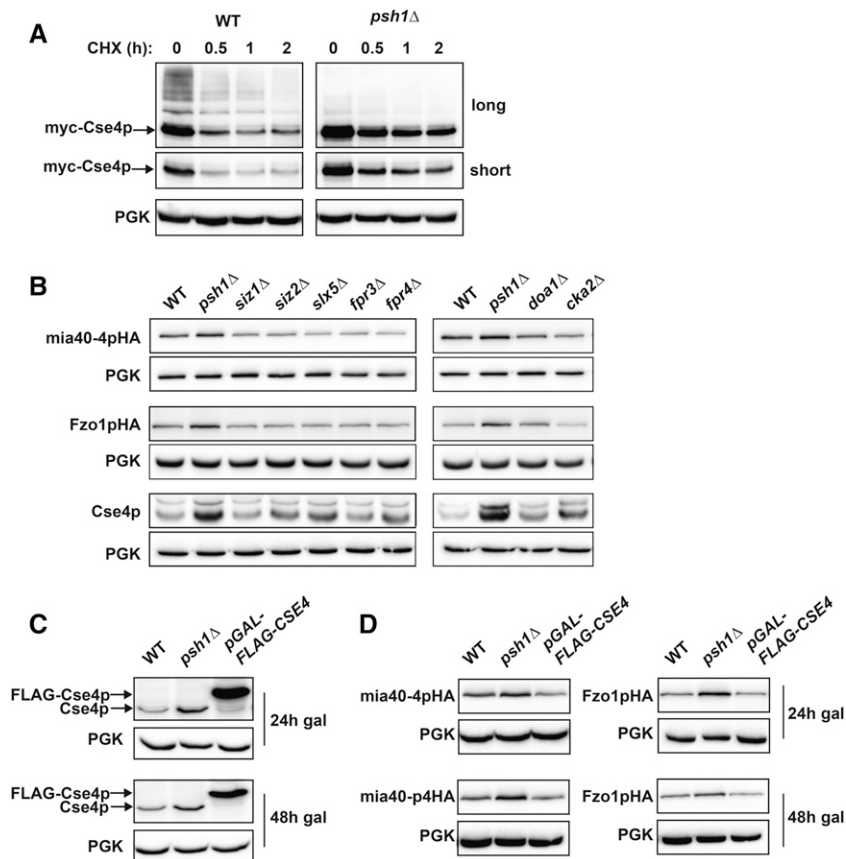 A
WT
psh1Δ
CHX (h): 0 0.5 1 2 0 0.5 1 2
myc-Cse4p
long
myc-Cse4p
short
PGK
B
WT psh1Δ siz1Δ siz2Δ slx5Δ fpr3Δ fpr4Δ
WT psh1Δ doa1Δ cka2Δ
mia40-4pHA
PGK
Fzo1pHA
PGK
Cse4p
PGK
C
WT psh1Δ pGAL-
FLAG-CSE4
FLAG-Cse4p
Cse4p
24h gal
PGK
FLAG-Cse4p
Cse4p
48h gal
PGK
D
WT psh1Δ pGAL-
FLAG-CSE4
WT psh1Δ pGAL-
FLAG-CSE4
mia40-4pHA
Fzo1pHA
24h gal
PGK
PGK
mia40-p4HA
Fzo1pHA
48h gal
PGK
PGK